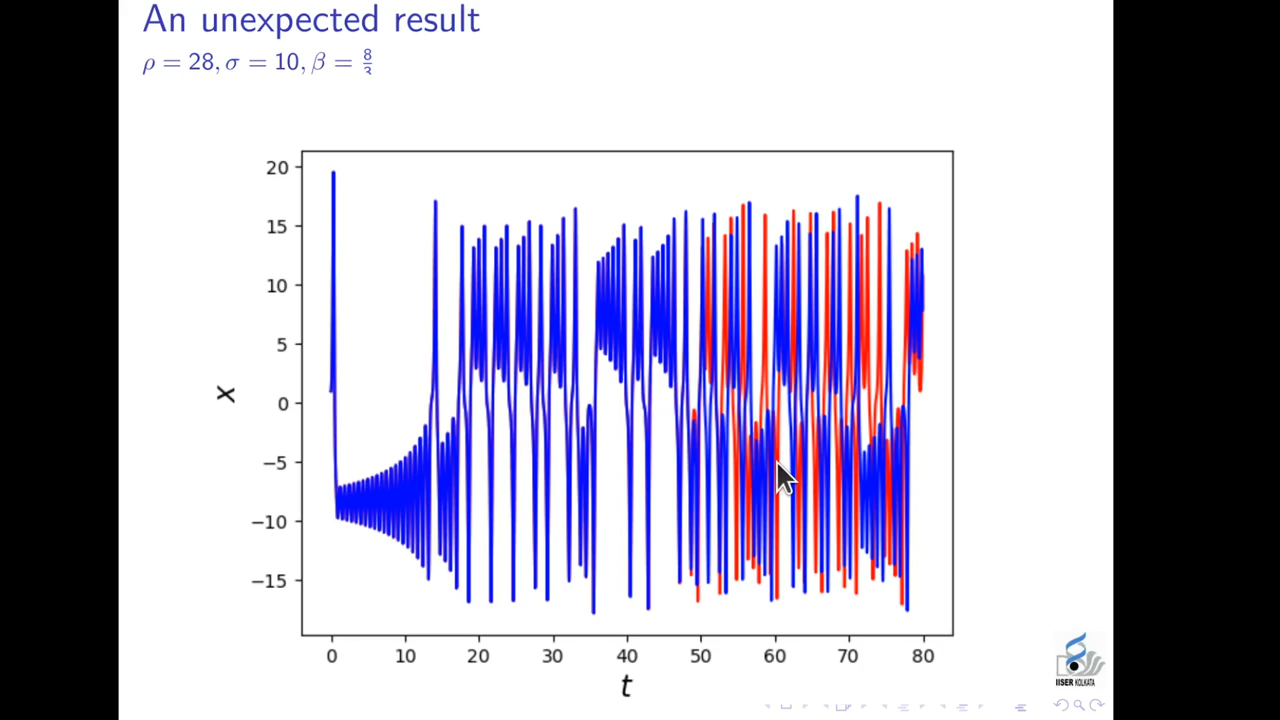 An unexpected result
ρ = 28, σ = 10, β = 8/3
20
15
10
5
0
−5
−10
−15
x
0 10 20 30 40 50 60 70 80
t
IISER KOLKATA